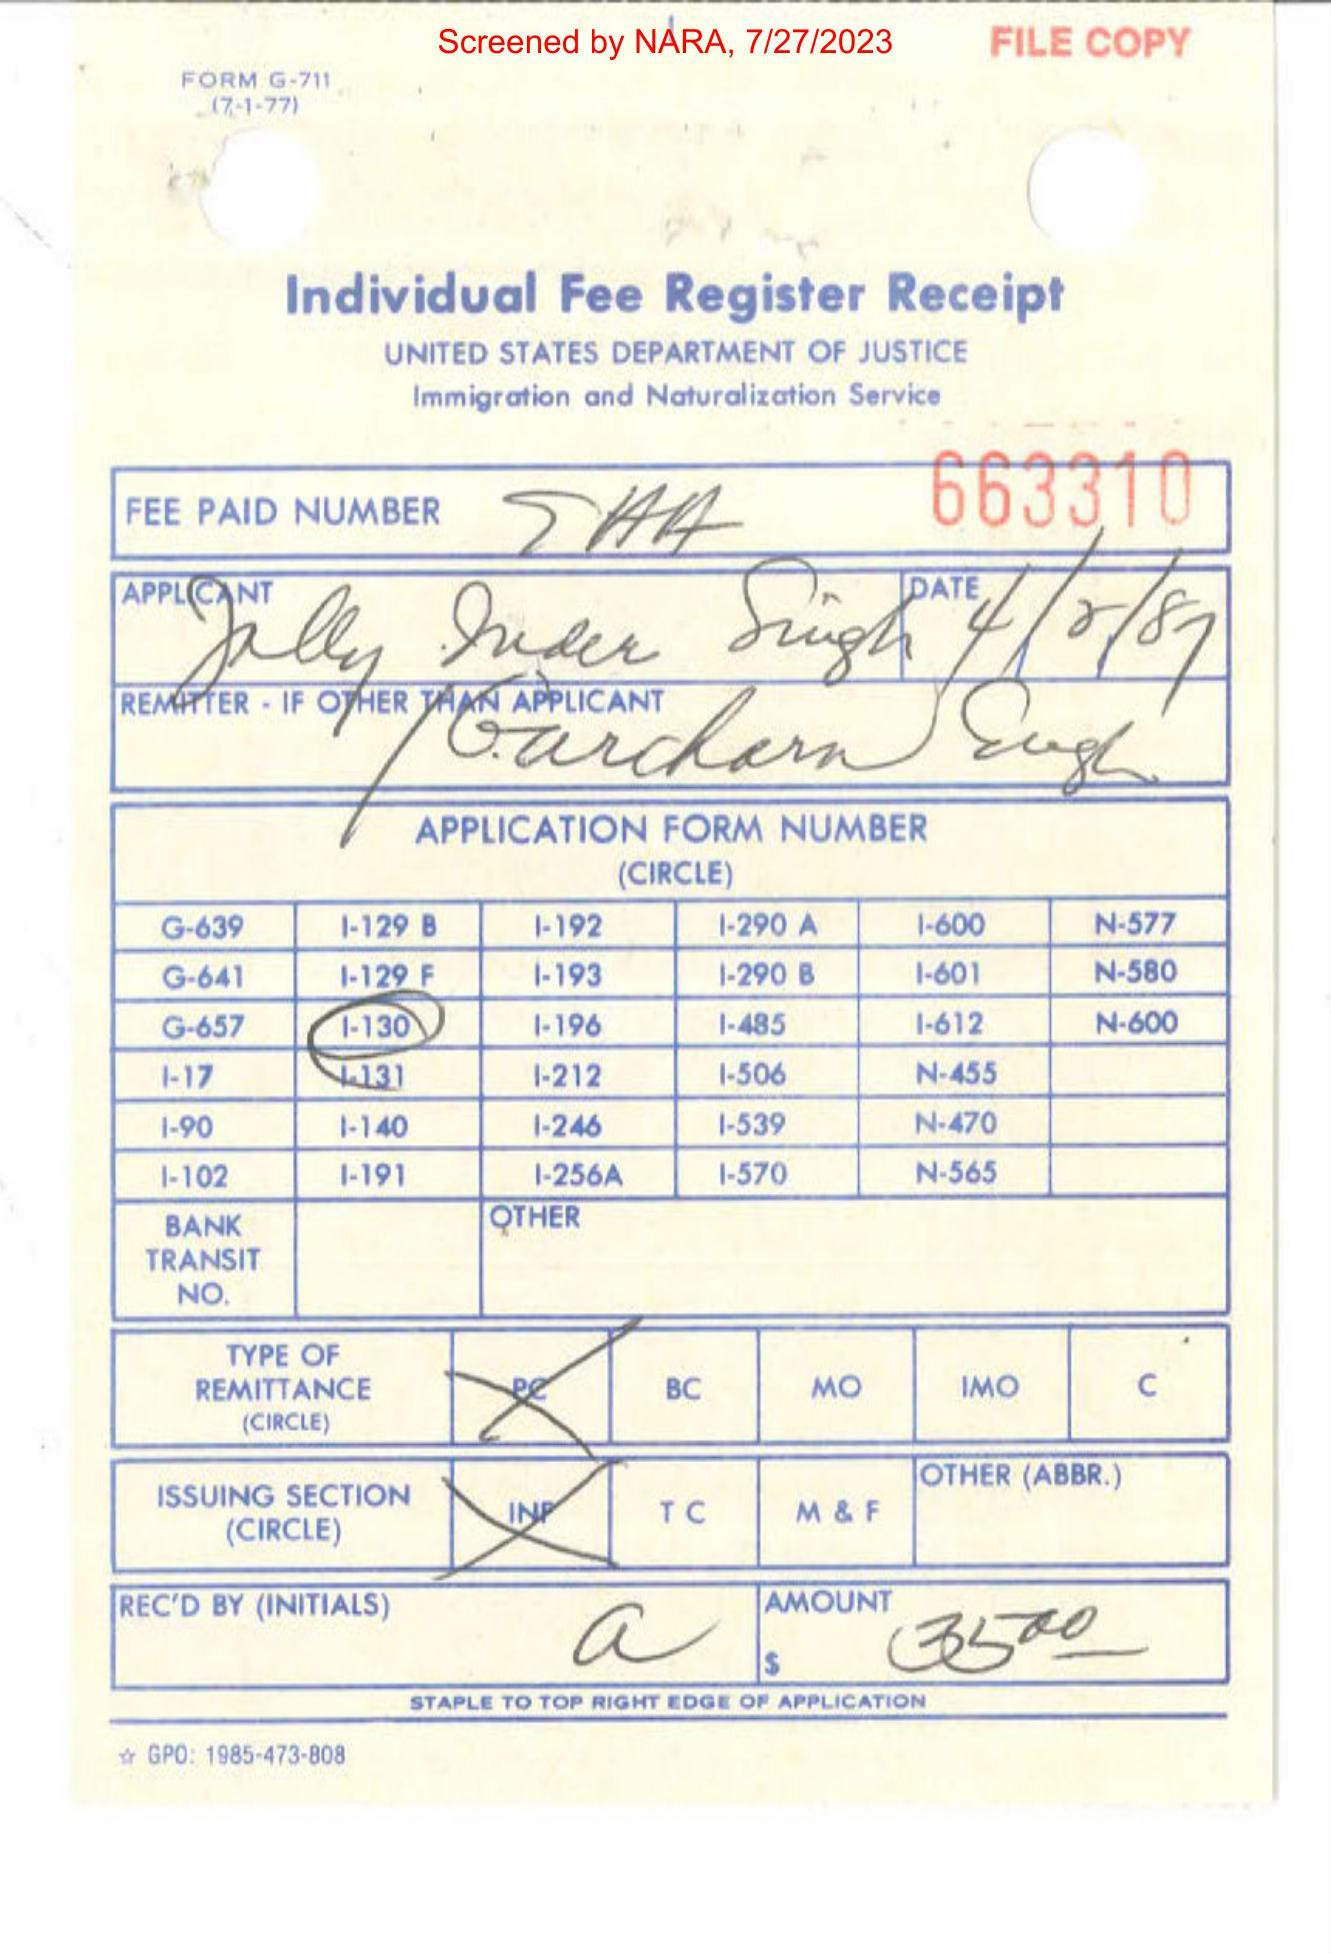 Screened by NARA, 7/27/2023
FILE COPY
FORM G-711
(7-1-77)
Individual Fee Register Receipt
UNITED STATES DEPARTMENT OF JUSTICE
Immigration and Naturalization Service
663310
FEE PAID NUMBER
APPLICANT Jolly Inder Singh DATE 4/2/87
REMITTER - IF OTHER THAN APPLICANT
/ Gurcharn Singh
APPLICATION FORM NUMBER
(CIRCLE)
G-639 I-129 B I-192 I-290 A I-600 N-577
G-641 I-129 F I-193 I-290 B I-601 N-580
G-657 I-130 I-196 I-485 I-612 N-600
I-17 I-131 I-212 I-506 N-455
I-90 I-140 I-246 I-539 N-470
I-102 I-191 I-256A I-570 N-565
BANK
TRANSIT
NO.
OTHER
TYPE OF
REMITTANCE
(CIRCLE)
PC BC MO IMO C
ISSUING SECTION
(CIRCLE)
INF T C M & F
OTHER (ABBR.)
REC'D BY (INITIALS) a AMOUNT
$ 35 00
STAPLE TO TOP RIGHT EDGE OF APPLICATION
☆ GPO: 1985-473-808